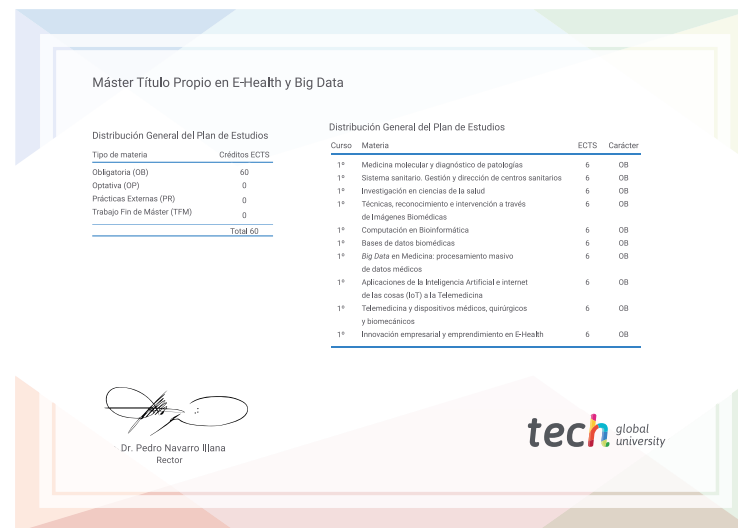 Máster Título Propio en E-Health y Big Data
Distribución General del Plan de Estudios
Tipo de materia Créditos ECTS
Obligatoria (OB) 60
Optativa (OP) 0
Prácticas Externas (PR) 0
Trabajo Fin de Máster (TFM) 0
Total 60
Distribución General del Plan de Estudios
Curso Materia ECTS Carácter
1º Medicina molecular y diagnóstico de patologías 6 OB
1º Sistema sanitario. Gestión y dirección de centros sanitarios 6 OB
1º Investigación en ciencias de la salud 6 OB
1º Técnicas, reconocimiento e intervención a través 6 OB
de Imágenes Biomédicas
1º Computación en Bioinformática 6 OB
1º Bases de datos biomédicas 6 OB
1º Big Data en Medicina: procesamiento masivo 6 OB
de datos médicos
1º Aplicaciones de la Inteligencia Artificial e internet 6 OB
de las cosas (IoT) a la Telemedicina
1º Telemedicina y dispositivos médicos, quirúrgicos 6 OB
y biomecánicos
1º Innovación empresarial y emprendimiento en E-Health 6 OB
Dr. Pedro Navarro Illana
Rector
tech global
university